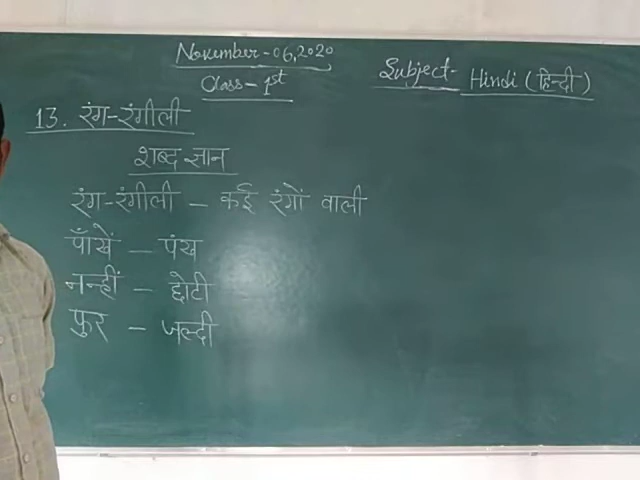 November-06,2020
Class-1st
Subject- Hindi (हिन्दी)
13. रंग-रंगीली
शब्द ज्ञान
रंग-रंगीली - कई रंगों वाली
पाँखें - पंख
नन्हीं - छोटी
फुर - जल्दी